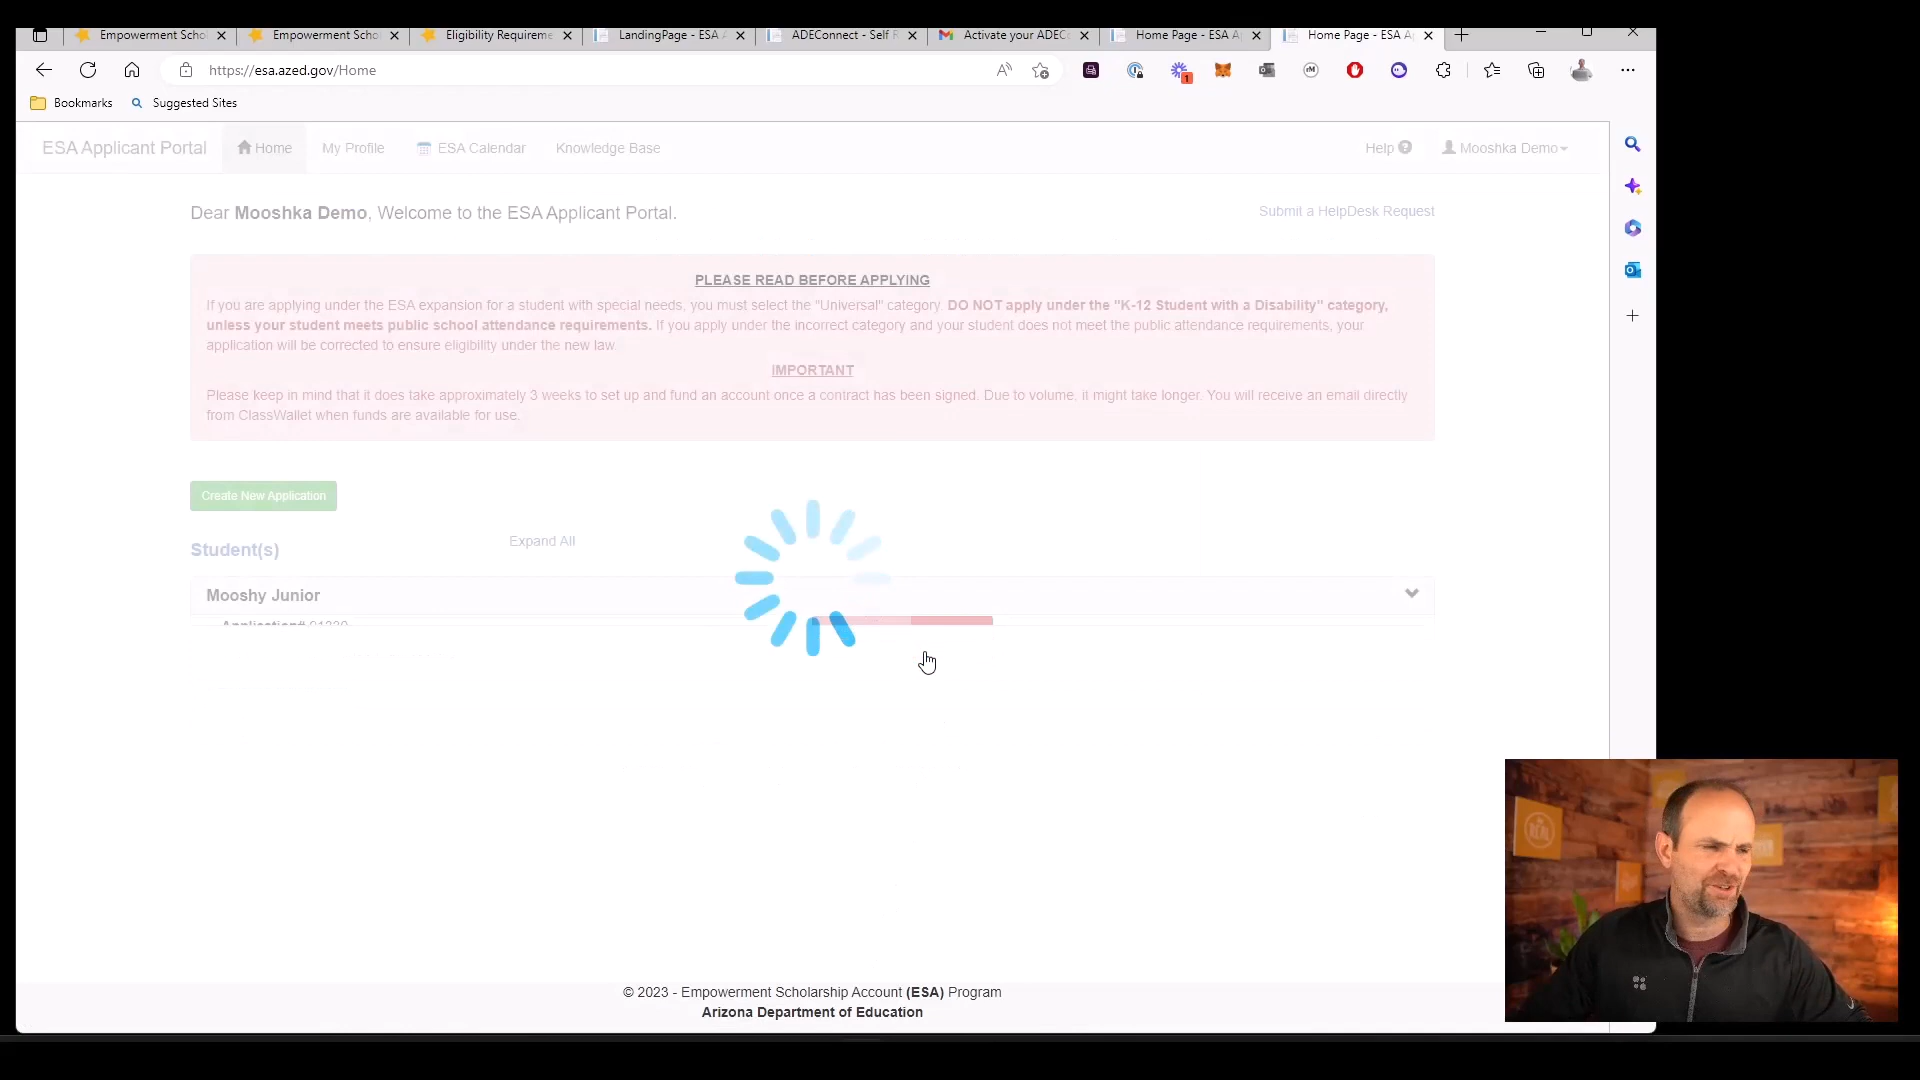 Empowerment Scho
Empowerment Scho
Eligibility Requireme
LandingPage - ESA A
ADEConnect - Self R
Activate your ADEC
Home Page - ESA A
Home Page - ESA A
https://esa.azed.gov/Home
1
Bookmarks
Suggested Sites
ESA Applicant Portal
Home
My Profile
ESA Calendar
Knowledge Base
Help
Mooshka Demo
Dear Mooshka Demo, Welcome to the ESA Applicant Portal.
Submit a HelpDesk Request
PLEASE READ BEFORE APPLYING
If you are applying under the ESA expansion for a student with special needs, you must select the "Universal" category. DO NOT apply under the "K-12 Student with a Disability" category,
unless your student meets public school attendance requirements. If you apply under the incorrect category and your student does not meet the public attendance requirements, your
application will be corrected to ensure eligibility under the new law.
IMPORTANT
Please keep in mind that it does take approximately 3 weeks to set up and fund an account once a contract has been signed. Due to volume, it might take longer. You will receive an email directly
from ClassWallet when funds are available for use.
Create New Application
Student(s)
Expand All
Mooshy Junior
Application#
© 2023 - Empowerment Scholarship Account (ESA) Program
Arizona Department of Education